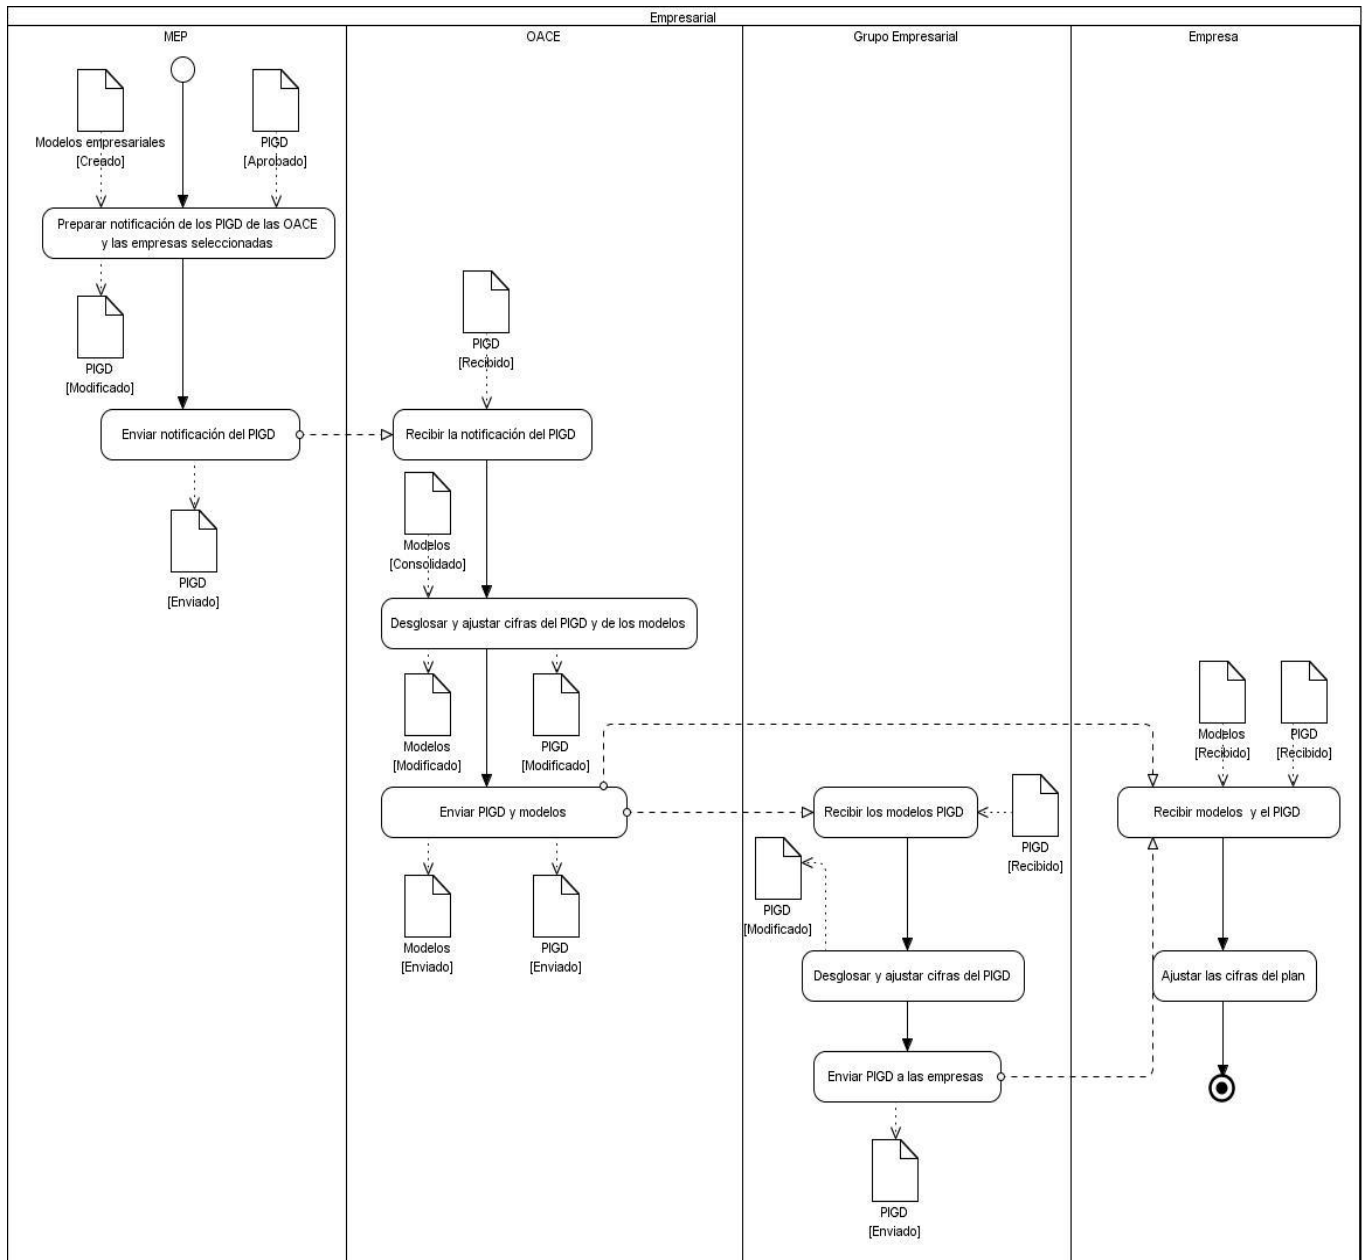 Empresarial
MEP
OACE
Grupo Empresarial
Empresa
Modelos empresariales
[Creado]
PIGD
[Aprobado]
Preparar notificación de los PIGD de las OACE
y las empresas seleccionadas
PIGD
[Modificado]
Enviar notificación del PIGD
PIGD
[Enviado]
PIGD
[Recibido]
Recibir la notificación del PIGD
Modelos
[Consolidado]
Desglosar y ajustar cifras del PIGD y de los modelos
Modelos
[Modificado]
PIGD
[Modificado]
Enviar PIGD y modelos
Modelos
[Enviado]
PIGD
[Enviado]
Recibir los modelos PIGD
PIGD
[Recibido]
PIGD
[Modificado]
Desglosar y ajustar cifras del PIGD
Enviar PIGD a las empresas
PIGD
[Enviado]
Modelos
[Recibido]
PIGD
[Recibido]
Recibir modelos y el PIGD
Ajustar las cifras del plan